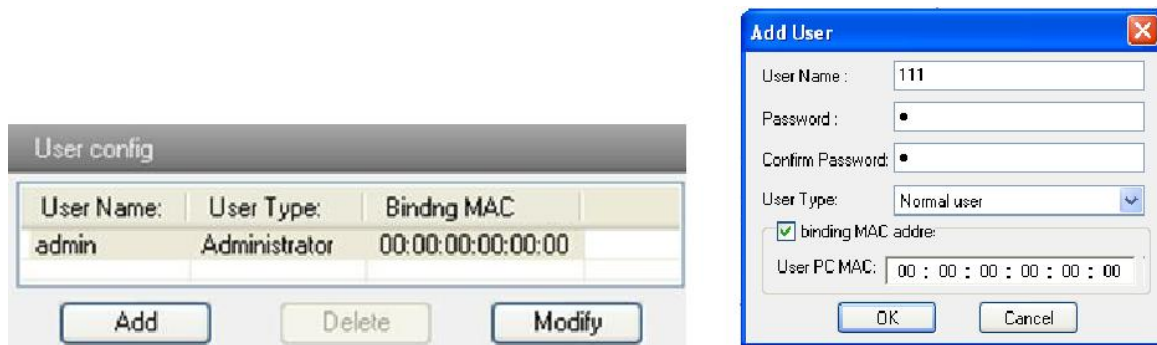 User config
User Name: User Type: Bindng MAC
admin Administrator 00:00:00:00:00:00
Add Delete Modify
Add User
User Name : 111
Password : •
Confirm Password: •
User Type: Normal user
binding MAC addre
User PC MAC: 00 : 00 : 00 : 00 : 00 : 00
OK Cancel